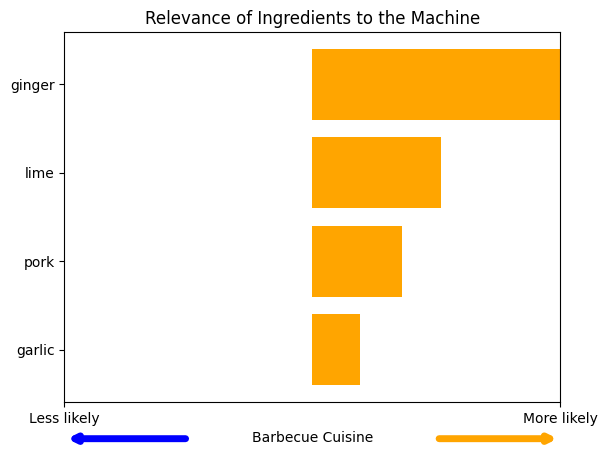 Relevance of Ingredients to the Machine
ginger
lime
pork
garlic
Less likely More likely
Barbecue Cuisine